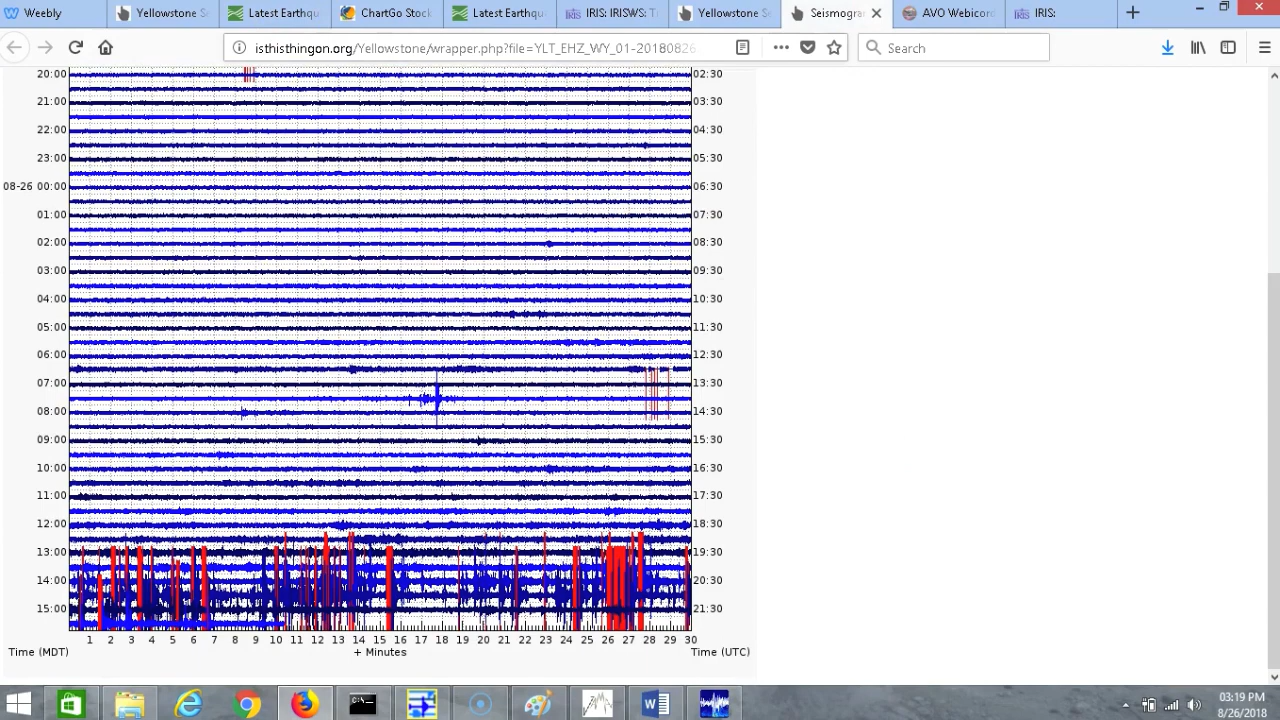 Weebly
Yellowstone Se
Latest Earthqu
ChartGo Stock
Latest Earthqu
IRIS: IRISWS: Ti
Yellowstone Se
Seismogra
AVO Webicord
IRIS:
isthisthingon.org/Yellowstone/wrapper.php?file=YLT_EHZ_WY_01-20180826
Search
20:00 02:30
21:00 03:30
22:00 04:30
23:00 05:30
08-26 00:00 06:30
01:00 07:30
02:00 08:30
03:00 09:30
04:00 10:30
05:00 11:30
06:00 12:30
07:00 13:30
08:00 14:30
09:00 15:30
10:00 16:30
11:00 17:30
12:00 18:30
13:00 19:30
14:00 20:30
15:00 21:30
1 2 3 4 5 6 7 8 9 10 11 12 13 14 15 16 17 18 19 20 21 22 23 24 25 26 27 28 29 30
Time (MDT) + Minutes Time (UTC)
03:19 PM
8/26/2018